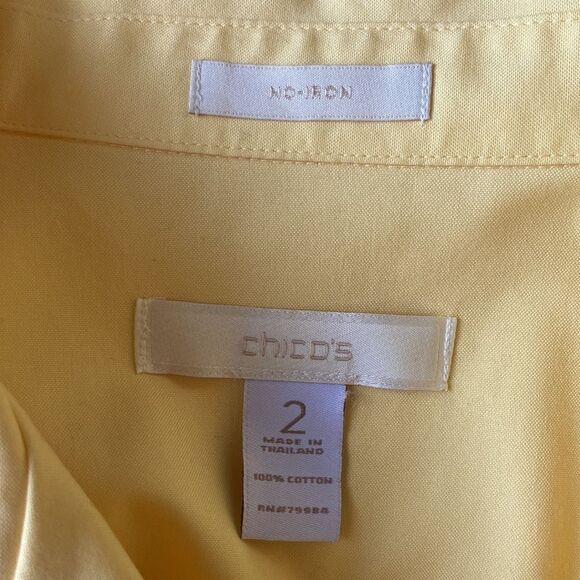 NO-IRON
chico's
2
MADE IN
THAILAND
100% COTTON
RN#79984